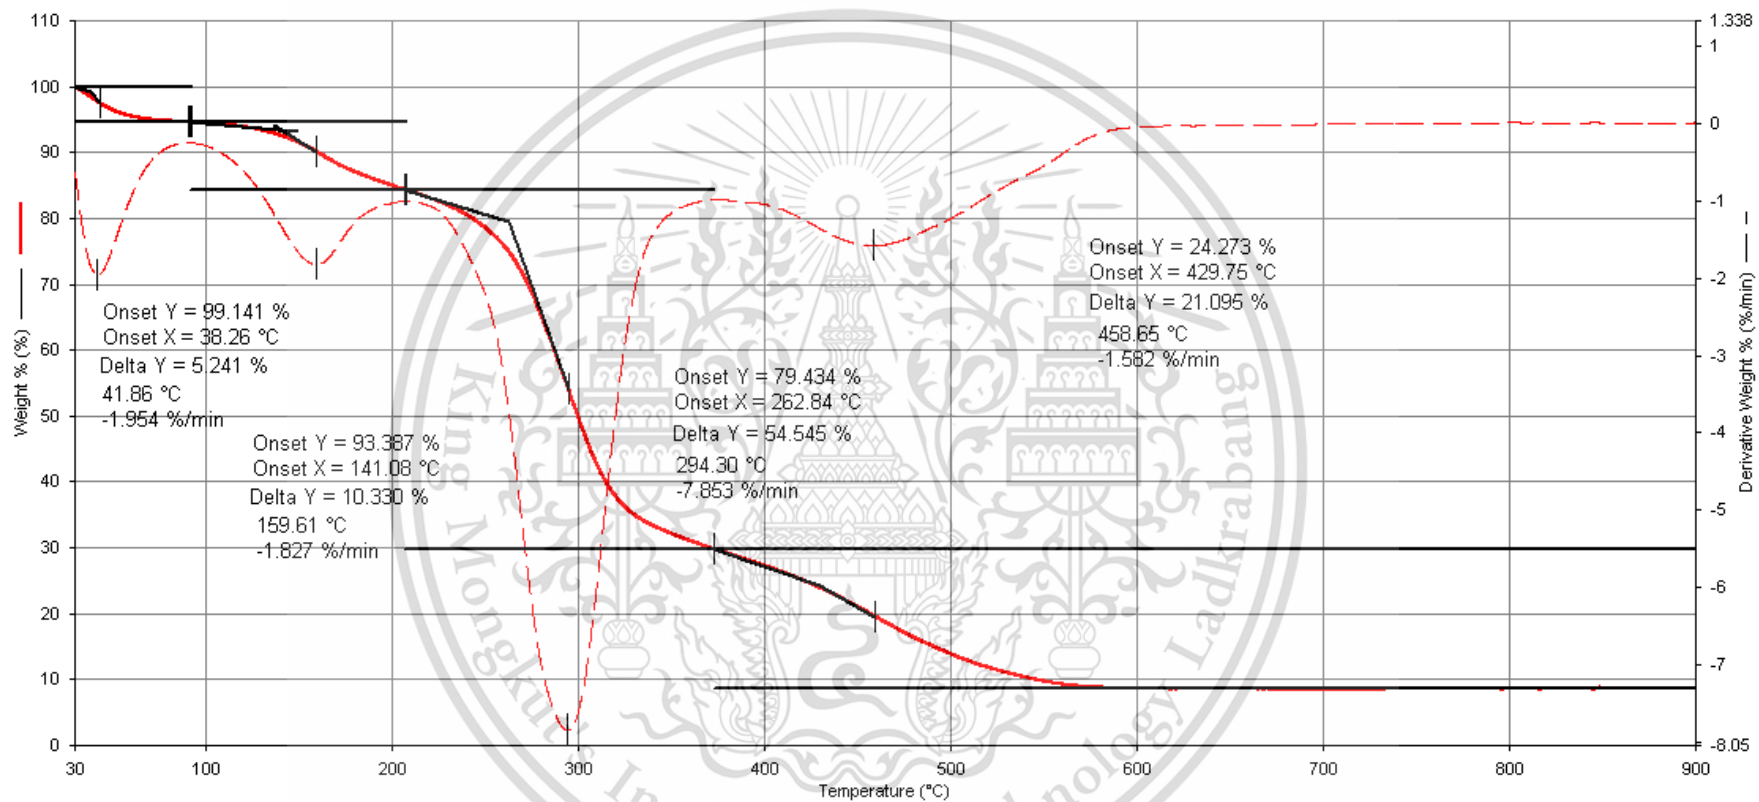 110
100
90
80
70
60
50
40
30
20
10
0
Weight % (%)
1.338
1
0
-1
-2
-3
-4
-5
-6
-7
-8.05
Derivative Weight % (%/min)
Onset Y = 99.141 %
Onset X = 38.26 °C
Delta Y = 5.241 %
41.86 °C
-1.954 %/min
Onset Y = 93.387 %
Onset X = 141.08 °C
Delta Y = 10.330 %
159.61 °C
-1.827 %/min
Onset Y = 79.434 %
Onset X = 262.84 °C
Delta Y = 54.545 %
294.30 °C
-7.853 %/min
Onset Y = 24.273 %
Onset X = 429.75 °C
Delta Y = 21.095 %
458.65 °C
-1.582 %/min
30
100
200
300
400
500
600
700
800
900
Temperature (°C)
King Mongkut's In
nology Ladkrabang